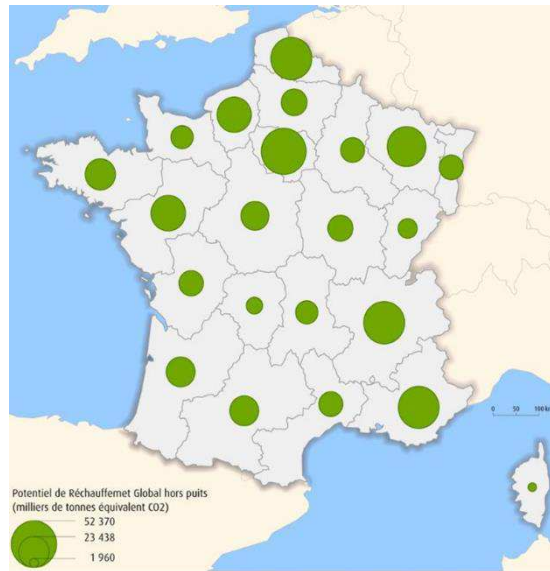 0 50 100 km
Potentiel de Réchauffemet Global hors puits
(milliers de tonnes équivalent CO2)
52 370
23 438
1 960